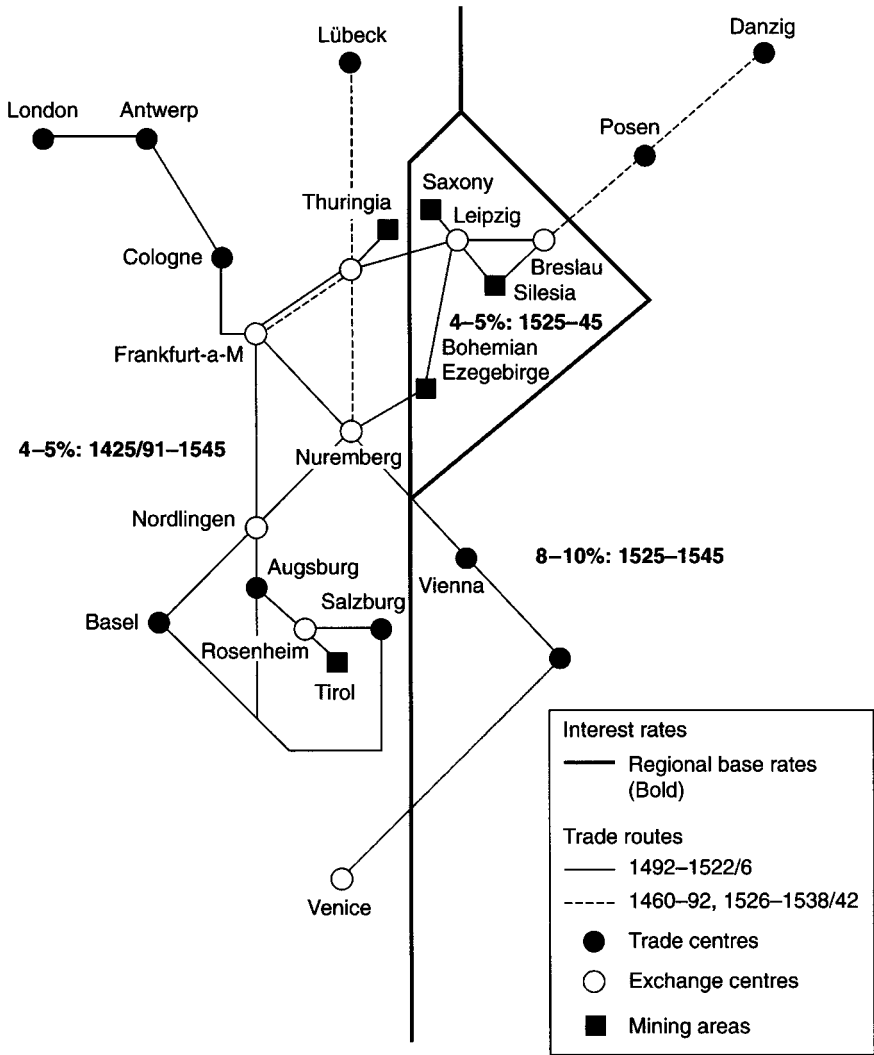 Danzig
Lübeck
London
Antwerp
Posen
Saxony
Thuringia
Leipzig
Cologne
Breslau
Silesia
4–5%: 1525–45
Frankfurt-a-M
Bohemian
Ezegebirge
4–5%: 1425/91–1545
Nuremberg
Nordlingen
8–10%: 1525–1545
Augsburg
Vienna
Salzburg
Basel
Rosenheim
Tirol
Venice
Interest rates
Regional base rates
(Bold)
Trade routes
1492–1522/6
1460–92, 1526–1538/42
Trade centres
Exchange centres
Mining areas